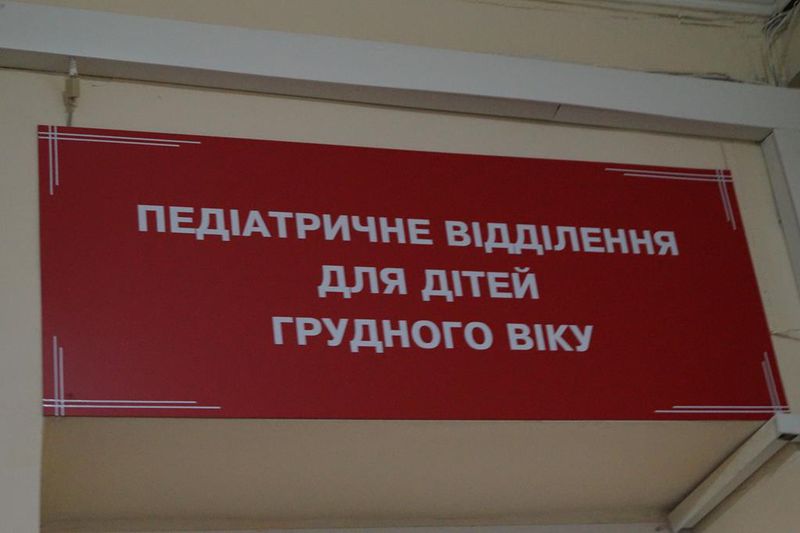 ПЕДІАТРИЧНЕ ВІДДІЛЕННЯ
ДЛЯ ДІТЕЙ
ГРУДНОГО ВІКУ